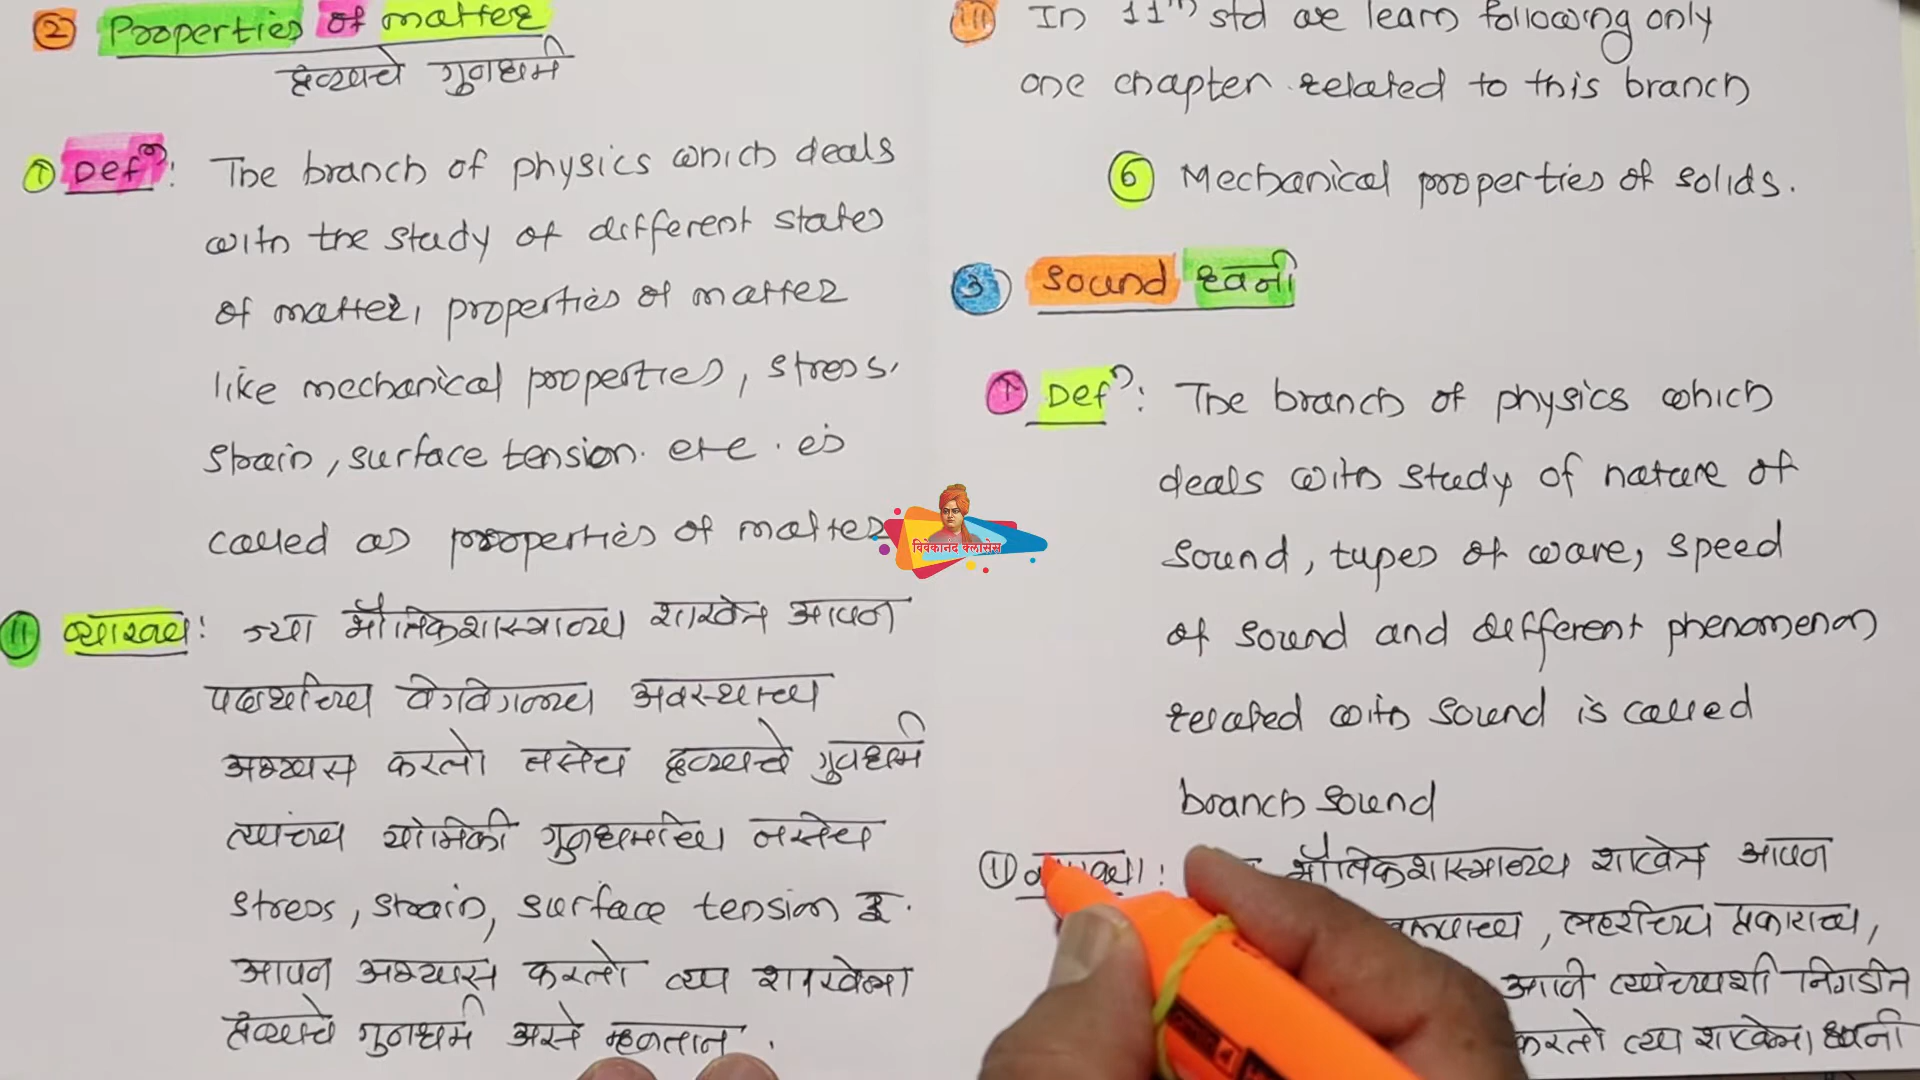 ② Properties of matter
द्रव्याचे गुणधर्म
① Defⁿ: The branch of physics which deals
with the study of different states
of matter, properties of matter
like mechanical properties, stress,
strain, surface tension. etc. is
called as properties of matter
॥ व्याख्या: ज्या भौतिकशास्त्राच्या शाखेत आपन
पदार्थाच्यि वेगवेगळ्या अवस्थाच्या
अभ्यास करतो तसेच द्रव्याचे गुणधर्म
त्यांच्या यांत्रिकी गुणधर्माचा तसेच
stress, strain, surface tension इ.
आपन अभ्यास करतो त्या शाखेला
द्रव्याचे गुणधर्म असे म्हणतात.
विवेकानंद क्लासेस
III In 11ᵗʰ std we learn following only
one chapter related to this branch
⑥ Mechanical properties of solids.
③ Sound ध्वनी
① Defⁿ: The branch of physics which
deals with study of nature of
sound, types of wave, speed
of sound and different phenomenon
related with sound is called
branch sound
॥ : भौतिकशास्त्राच्या शाखेत आपन
, लहरींच्या प्रकाराचा,
आणी त्यांच्याशी निगडीत
करतो त्या शाखेला ध्वनी